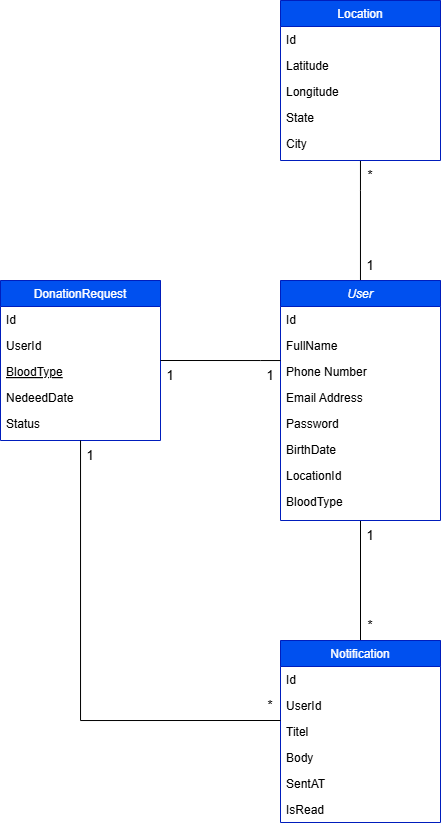 Location
Id
Latitude
Longitude
State
City
*
1
DonationRequest
Id
UserId
BloodType
NedeedDate
Status
1
1
User
Id
FullName
Phone Number
Email Address
Password
BirthDate
LocationId
BloodType
1
1
*
*
Notification
Id
UserId
Titel
Body
SentAT
IsRead